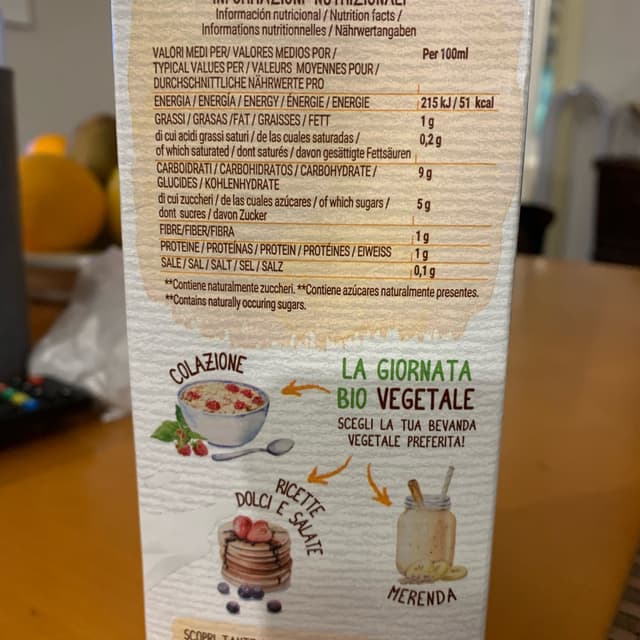 INFORMAZIONI NUTRIZIONALI
Información nutricional / Nutrition facts /
Informations nutritionnelles / Nährwertangaben
VALORI MEDI PER/ VALORES MEDIOS POR / Per 100ml
TYPICAL VALUES PER / VALEURS MOYENNES POUR /
DURCHSCHNITTLICHE NÄHRWERTE PRO
ENERGIA / ENERGÍA / ENERGY / ÉNERGIE / ENERGIE 215 kJ / 51 kcal
GRASSI / GRASAS /FAT / GRAISSES / FETT 1 g
di cui acidi grassi saturi / de las cuales saturadas / 0,2 g
of which saturated / dont saturés / davon gesättigte Fettsäuren
CARBOIDRATI / CARBOHIDRATOS / CARBOHYDRATE / 9 g
GLUCIDES / KOHLENHYDRATE
di cui zuccheri / de las cuales azúcares / of which sugars / 5 g
dont sucres / davon Zucker
FIBRE/FIBER/FIBRA 1 g
PROTEINE / PROTEÍNAS / PROTEIN / PROTÉINES / EIWEISS 1 g
SALE / SAL / SALT / SEL / SALZ 0,1 g
**Contiene naturalmente zuccheri. **Contiene azúcares naturalmente presentes.
**Contains naturally occuring sugars.
COLAZIONE
LA GIORNATA
BIO VEGETALE
SCEGLI LA TUA BEVANDA
VEGETALE PREFERITA!
RICETTE
DOLCI E SALATE
MERENDA